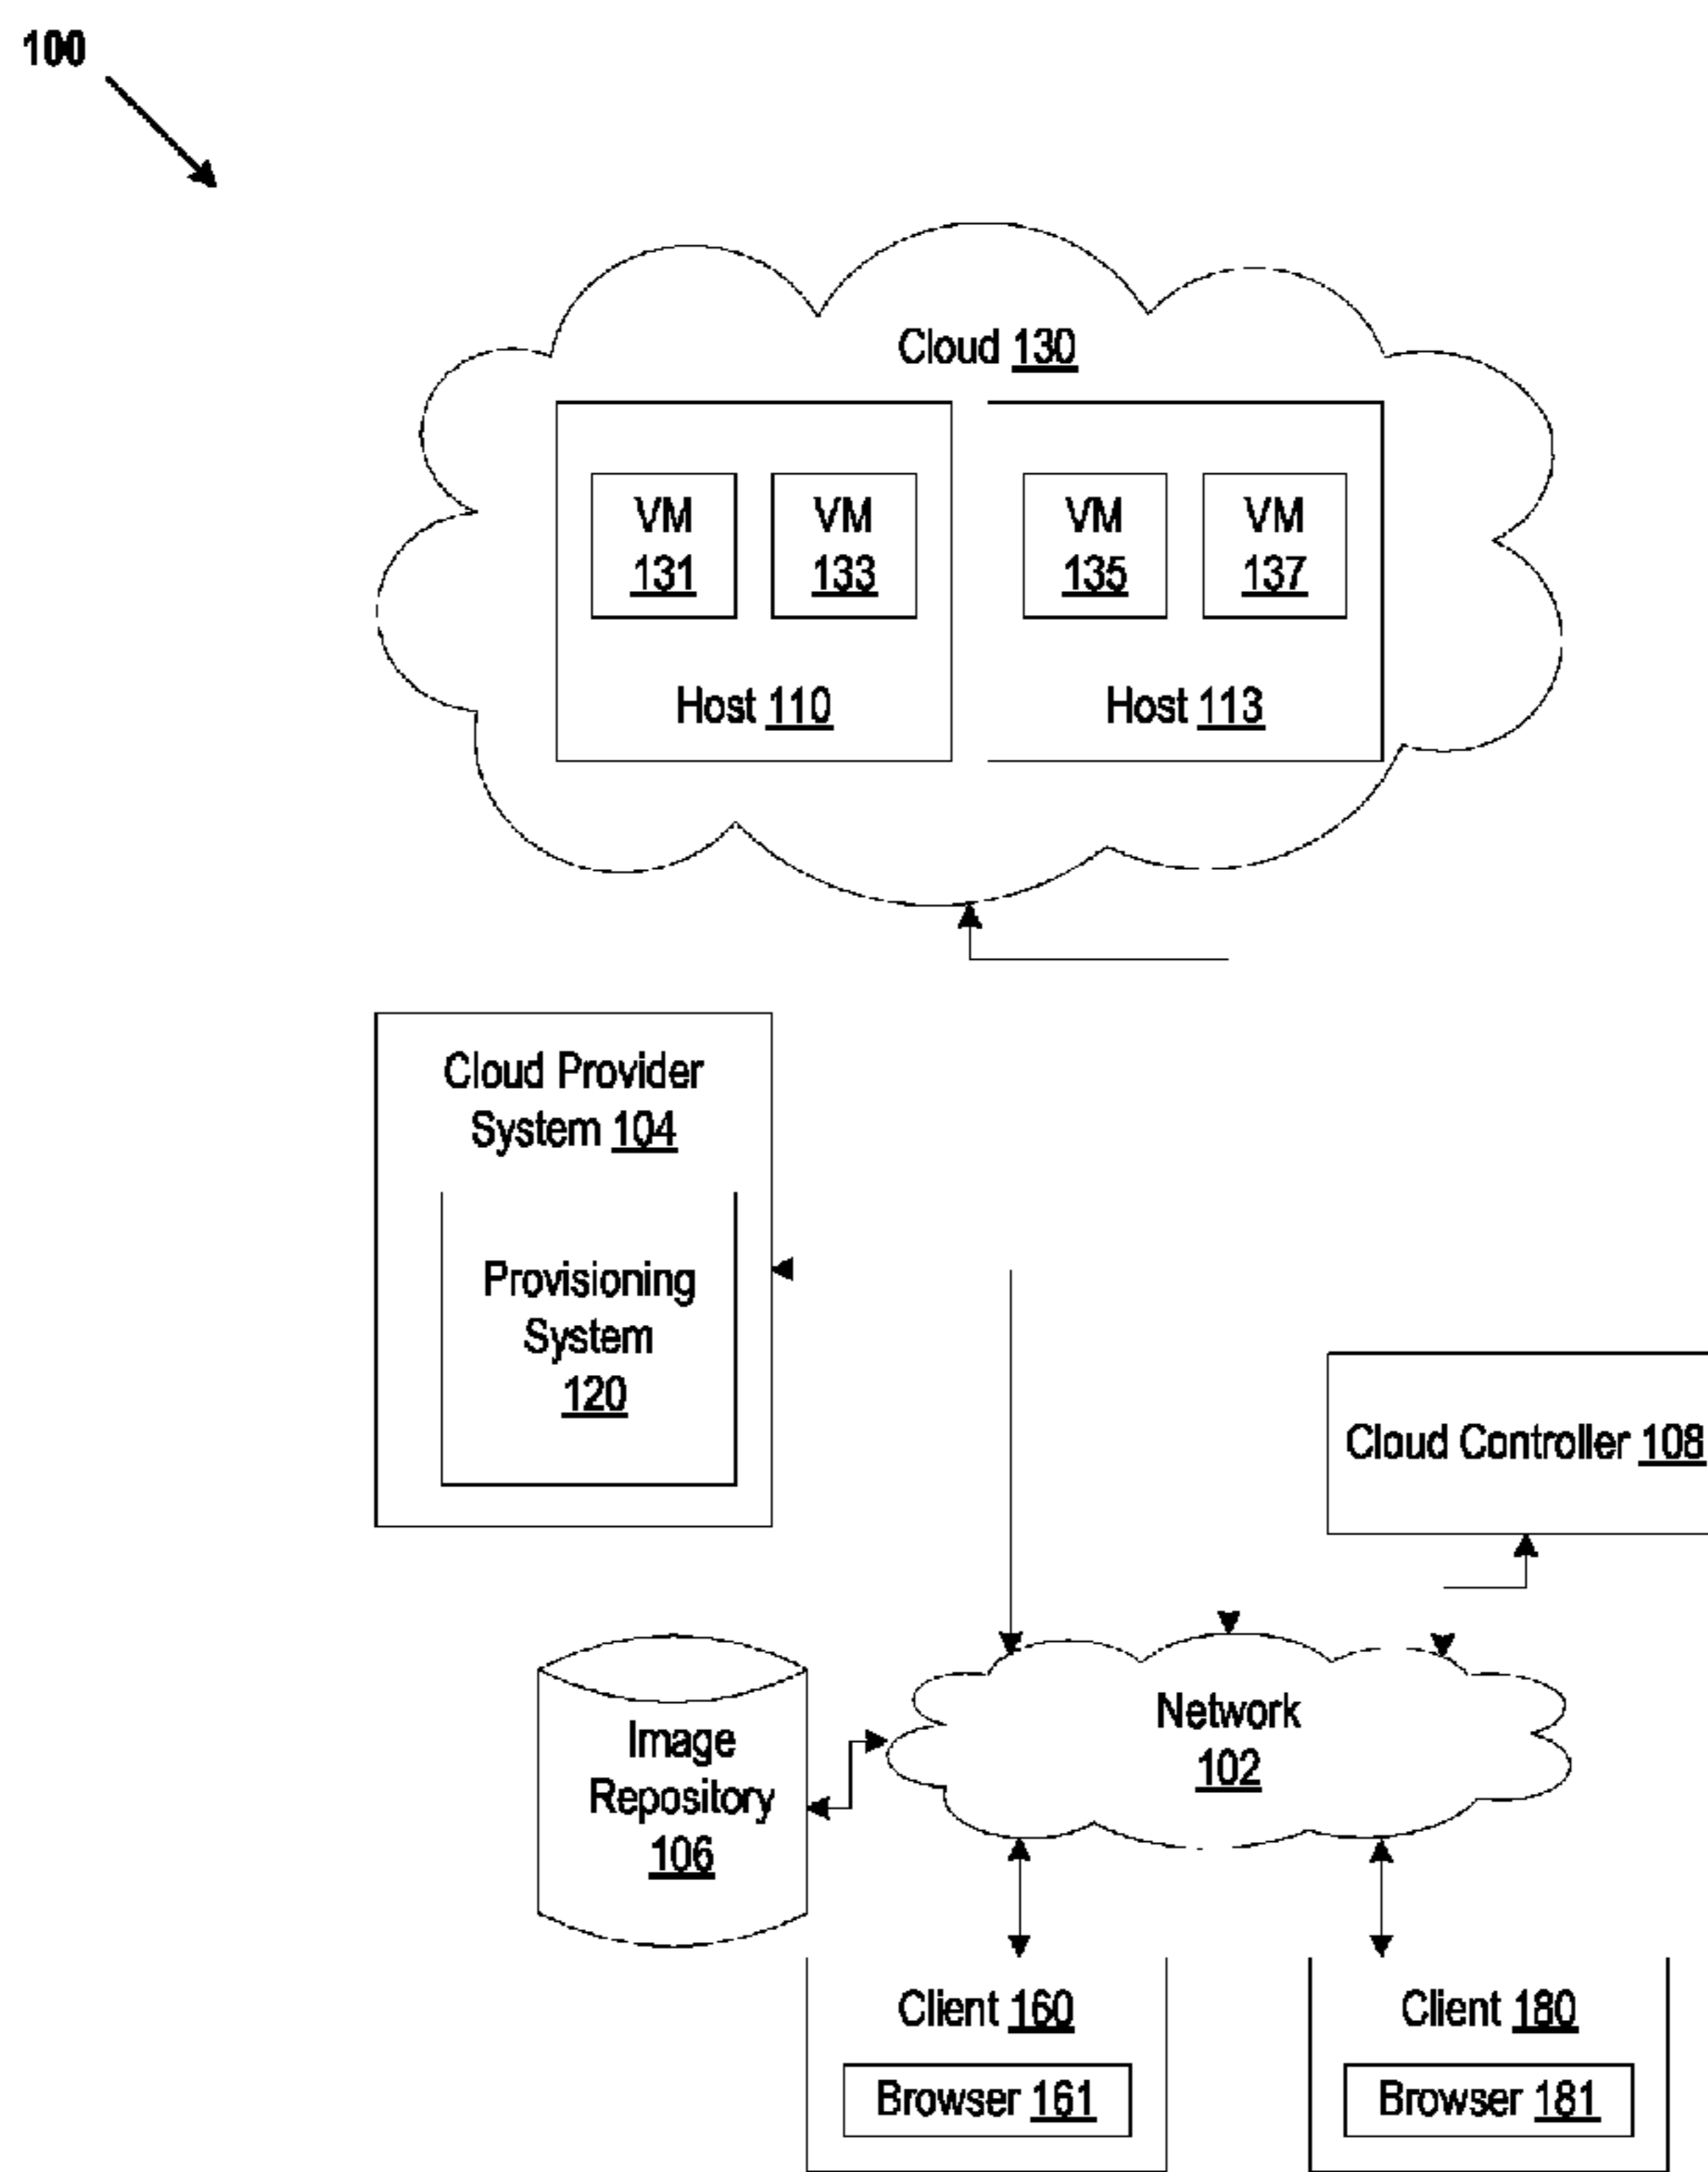 100
Cloud 130
VM
131
VM
133
VM
135
VM
137
Host 110
Host 113
Cloud Provider
System 104
Provisioning
System
120
Cloud Controller 108
Network
102
Image
Repository
106
Client 160
Browser 161
Client 180
Browser 181